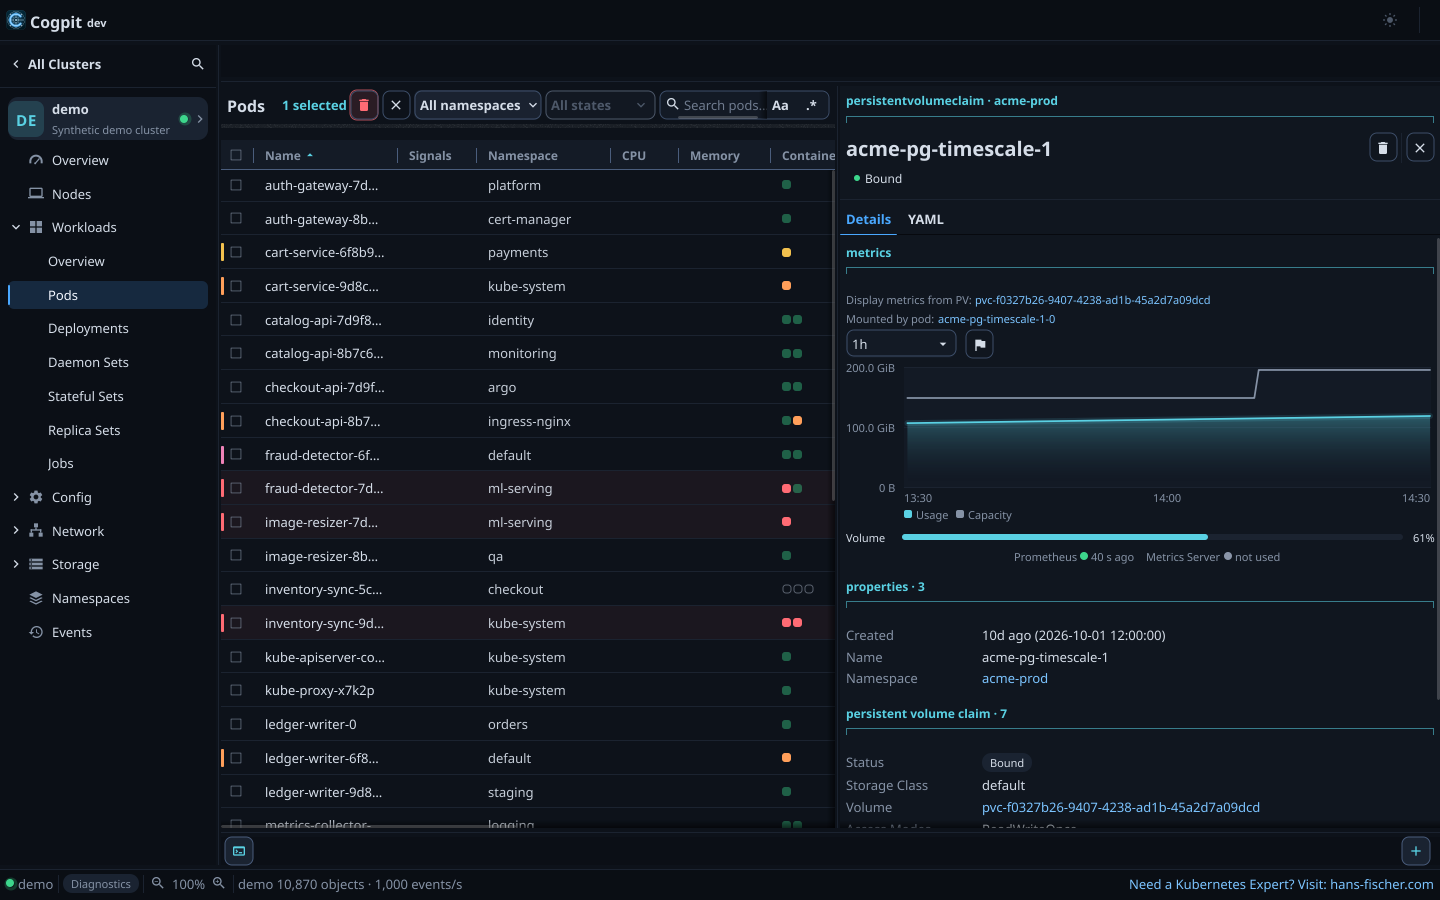 Cogpit dev
All Clusters
DE
demo
Synthetic demo cluster
Overview
Nodes
Workloads
Overview
Pods
Deployments
Daemon Sets
Stateful Sets
Replica Sets
Jobs
Config
Network
Storage
Namespaces
Events
Pods 1 selected All namespaces All states Search pods... Aa .*
Name Signals Namespace CPU Memory Containe
auth-gateway-7d... platform
auth-gateway-8b... cert-manager
cart-service-6f8b9... payments
cart-service-9d8c... kube-system
catalog-api-7d9f8... identity
catalog-api-8b7c6... monitoring
checkout-api-7d9f... argo
checkout-api-8b7... ingress-nginx
fraud-detector-6f... default
fraud-detector-7d... ml-serving
image-resizer-7d... ml-serving
image-resizer-8b... qa
inventory-sync-5c... checkout
inventory-sync-9d... kube-system
kube-apiserver-co... kube-system
kube-proxy-x7k2p kube-system
ledger-writer-0 orders
ledger-writer-6f8... default
ledger-writer-9d8... staging
metrics-collector- logging
persistentvolumeclaim · acme-prod
acme-pg-timescale-1
Bound
Details YAML
metrics
Display metrics from PV: pvc-f0327b26-9407-4238-ad1b-45a2d7a09dcd
Mounted by pod: acme-pg-timescale-1-0
1h
200.0 GiB
100.0 GiB
0 B
13:30 14:00 14:30
Usage Capacity
Volume 61%
Prometheus 40 s ago Metrics Server not used
properties · 3
Created 10d ago (2026-10-01 12:00:00)
Name acme-pg-timescale-1
Namespace acme-prod
persistent volume claim · 7
Status Bound
Storage Class default
Volume pvc-f0327b26-9407-4238-ad1b-45a2d7a09dcd
Access Modes ReadWriteOnce
demo Diagnostics 100% demo 10,870 objects · 1,000 events/s
Need a Kubernetes Expert? Visit: hans-fischer.com